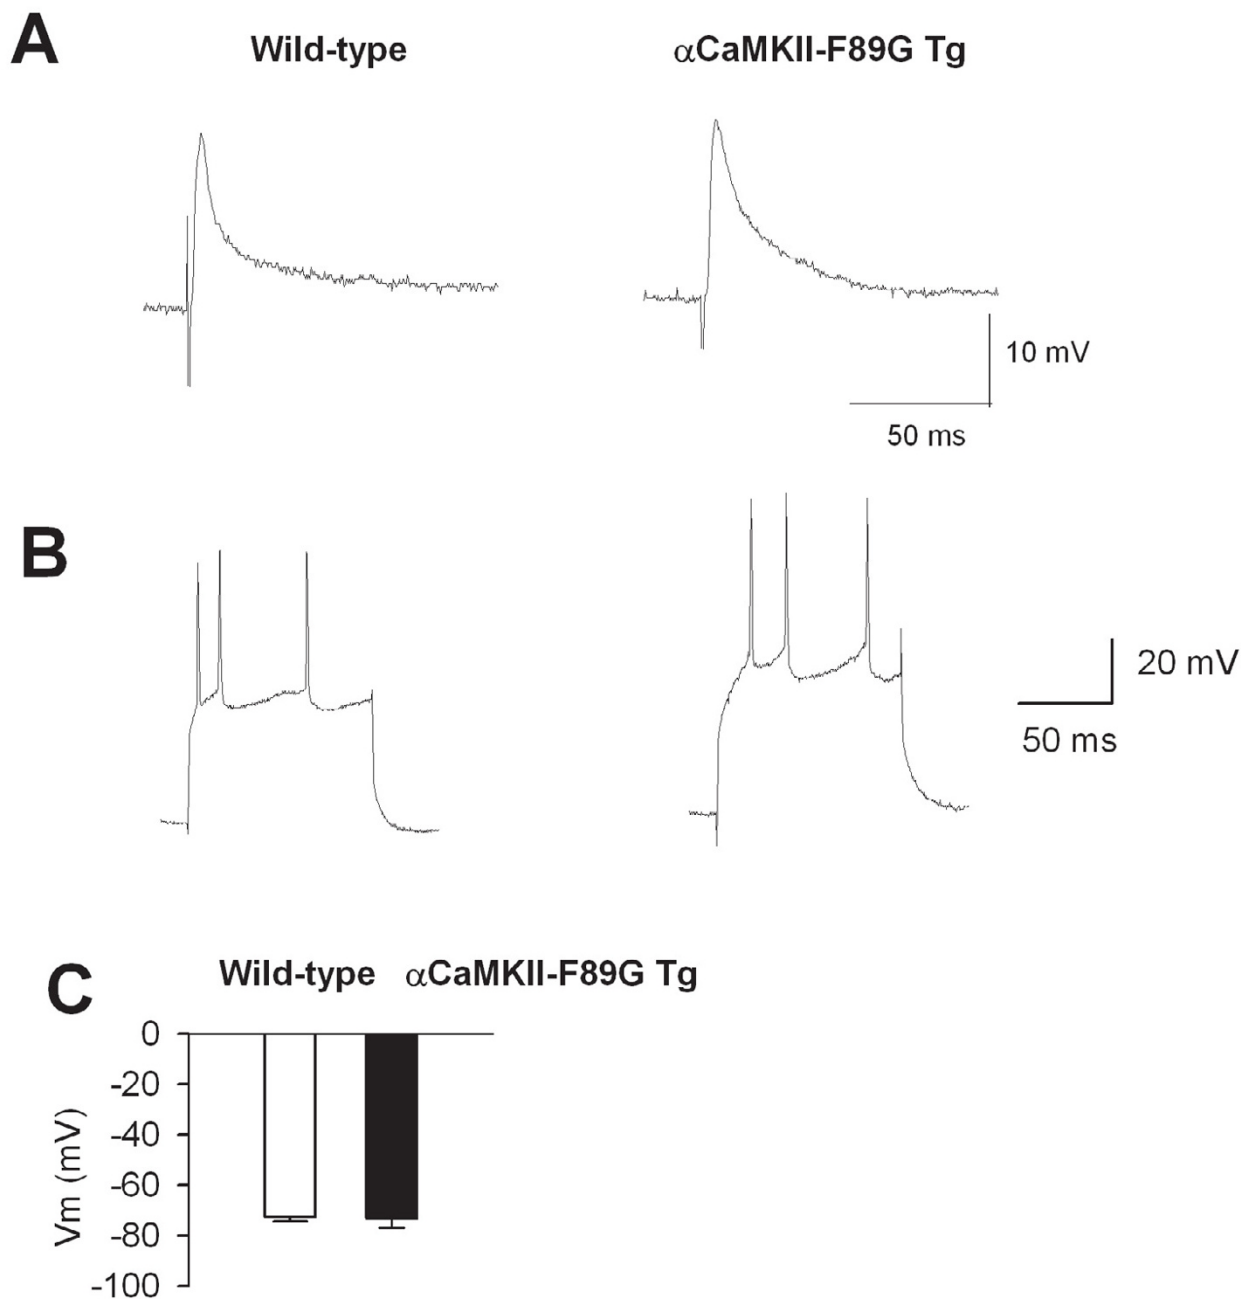 A
Wild-type αCaMKII-F89G Tg
10 mV
50 ms
B
20 mV
50 ms
C
Wild-type αCaMKII-F89G Tg
0
-20
-40
-60
-80
-100
Vm (mV)